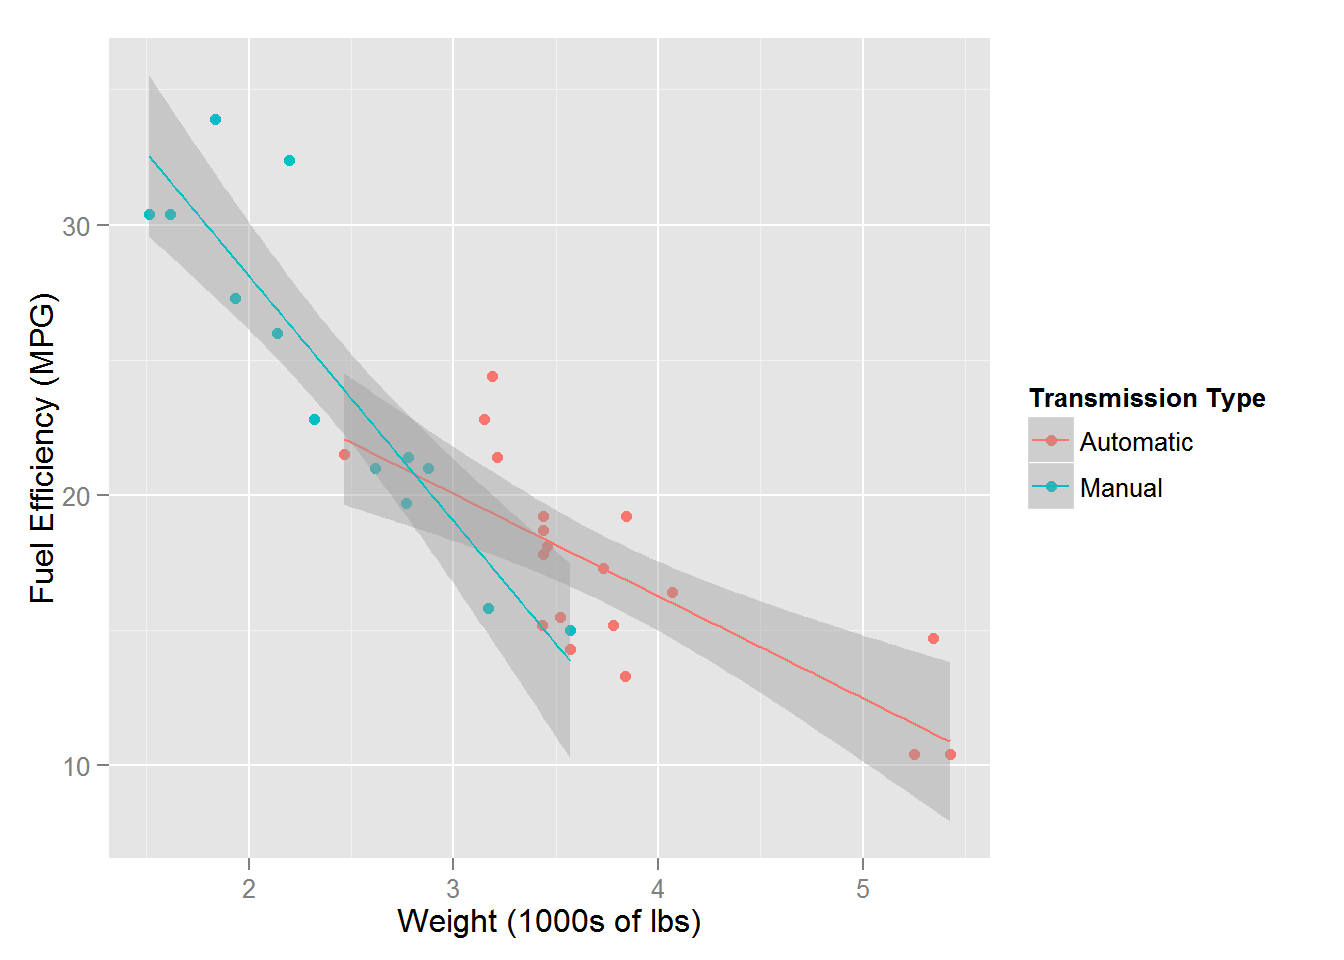 30
20
10
Fuel Efficiency (MPG)
2 3 4 5
Weight (1000s of lbs)
Transmission Type
Automatic
Manual